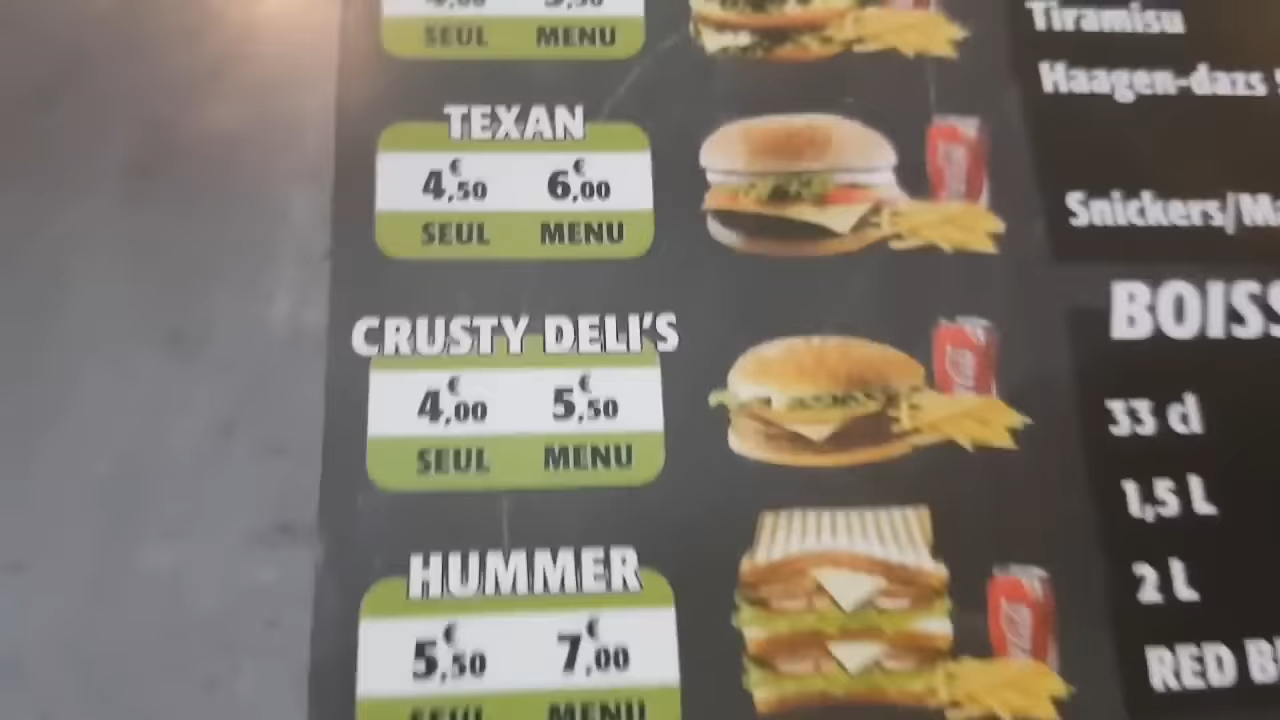 SEUL MENU
TEXAN
4,50€ 6,00€
SEUL MENU
CRUSTY DELI'S
4,00€ 5,50€
SEUL MENU
HUMMER
5,50€ 7,00€
SEUL MENU
Tiramisu
Haagen-dazs
Snickers/M
BOISS
33 cl
1,5 L
2 L
RED B